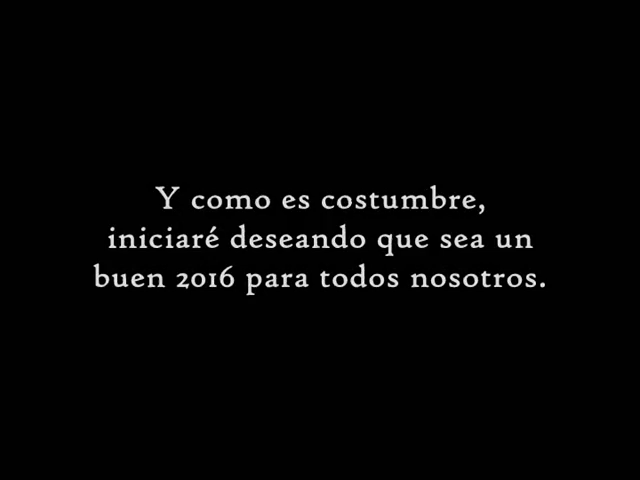 Y como es costumbre,
iniciaré deseando que sea un
buen 2016 para todos nosotros.